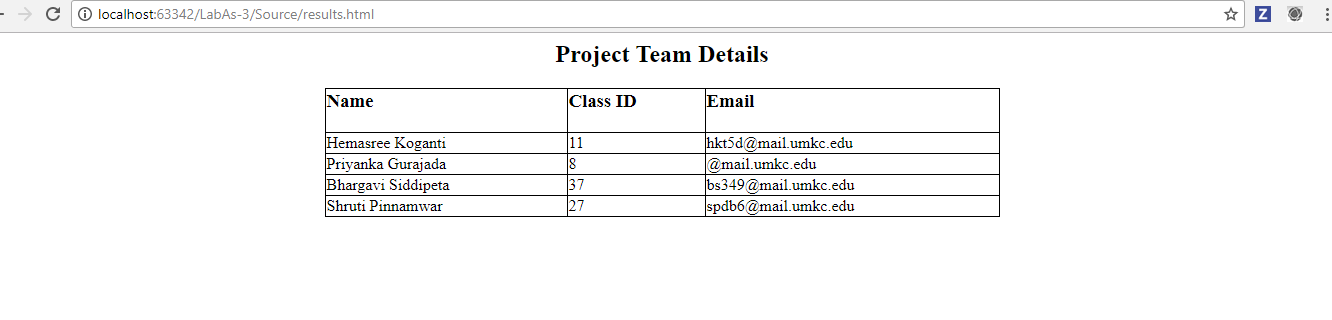 localhost:63342/LabAs-3/Source/results.html
Z
Project Team Details
Name Class ID Email
Hemasree Koganti 11 hkt5d@mail.umkc.edu
Priyanka Gurajada 8 @mail.umkc.edu
Bhargavi Siddipeta 37 bs349@mail.umkc.edu
Shruti Pinnamwar 27 spdb6@mail.umkc.edu